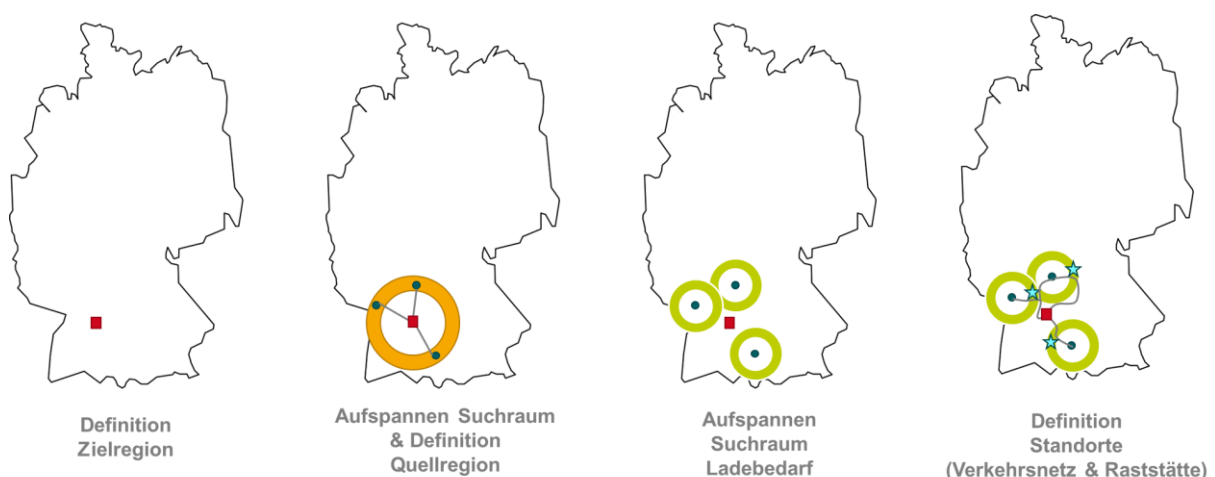 Definition
Zielregion
Aufspannen Suchraum
& Definition
Quellregion
Aufspannen
Suchraum
Ladebedarf
Definition
Standorte
(Verkehrsnetz & Raststätte)